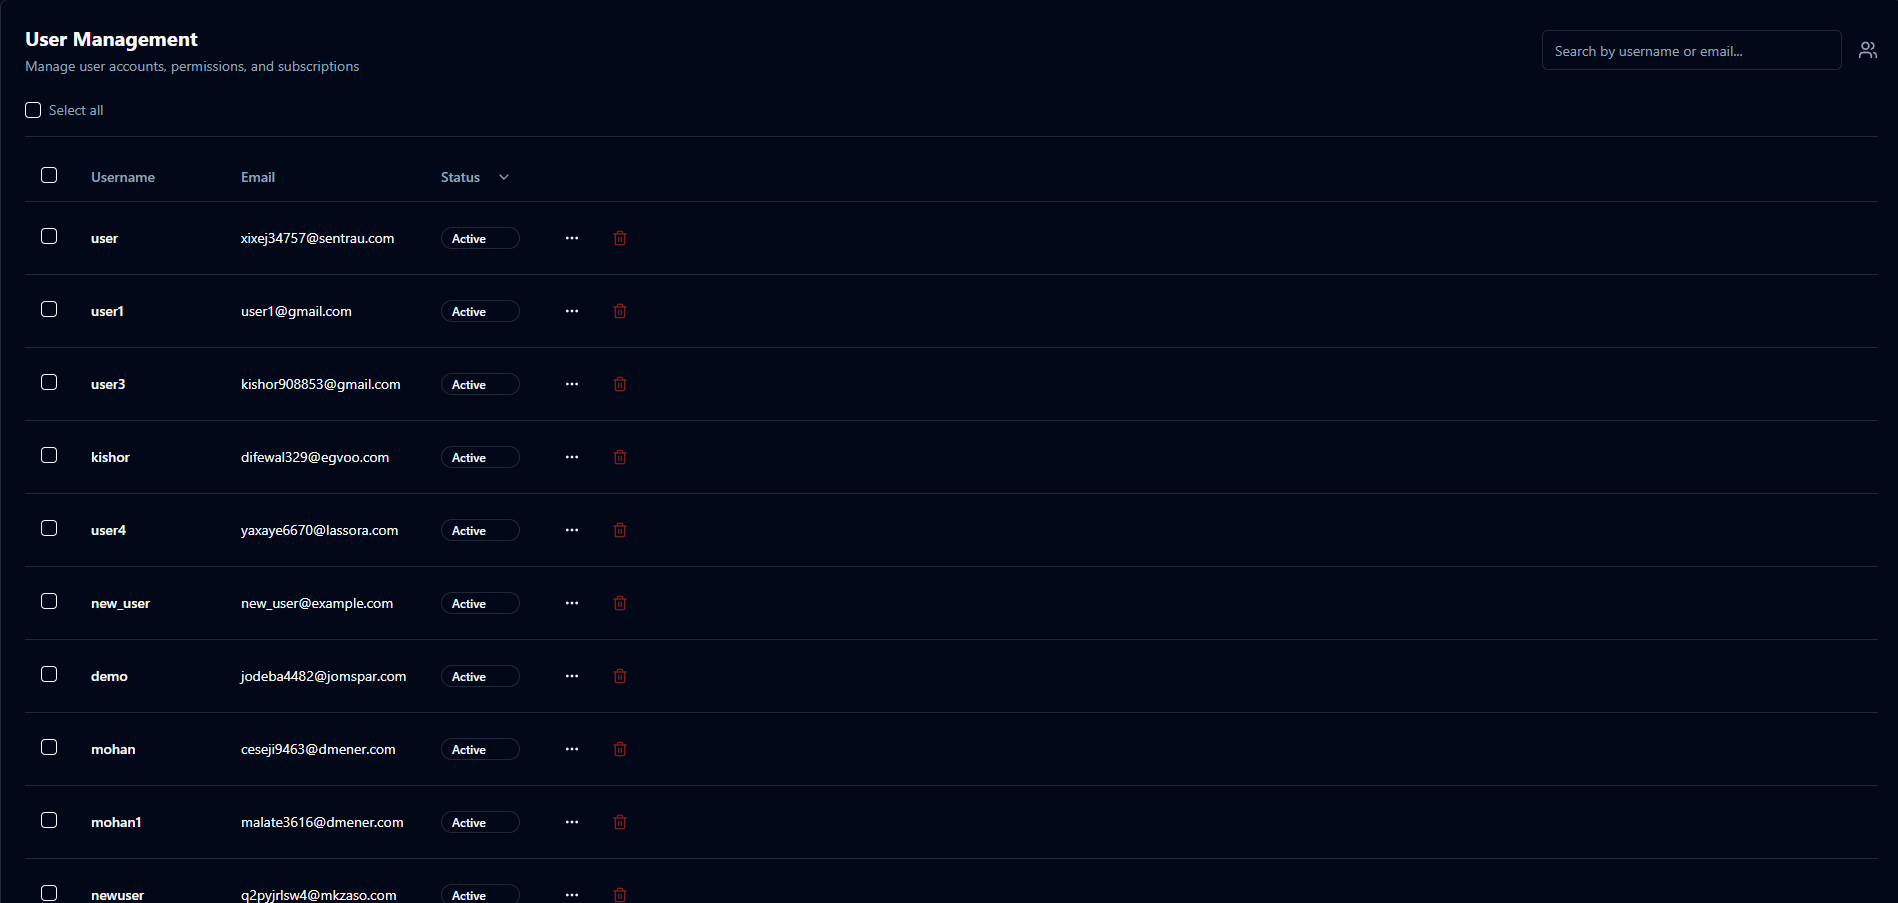 User Management
Manage user accounts, permissions, and subscriptions
Search by username or email...
Select all
Username Email Status
user xixej34757@sentrau.com Active
user1 user1@gmail.com Active
user3 kishor908853@gmail.com Active
kishor difewal329@egvoo.com Active
user4 yaxaye6670@lassora.com Active
new_user new_user@example.com Active
demo jodeba4482@jomspar.com Active
mohan ceseji9463@dmener.com Active
mohan1 malate3616@dmener.com Active
newuser q2pyjrlsw4@mkzaso.com Active